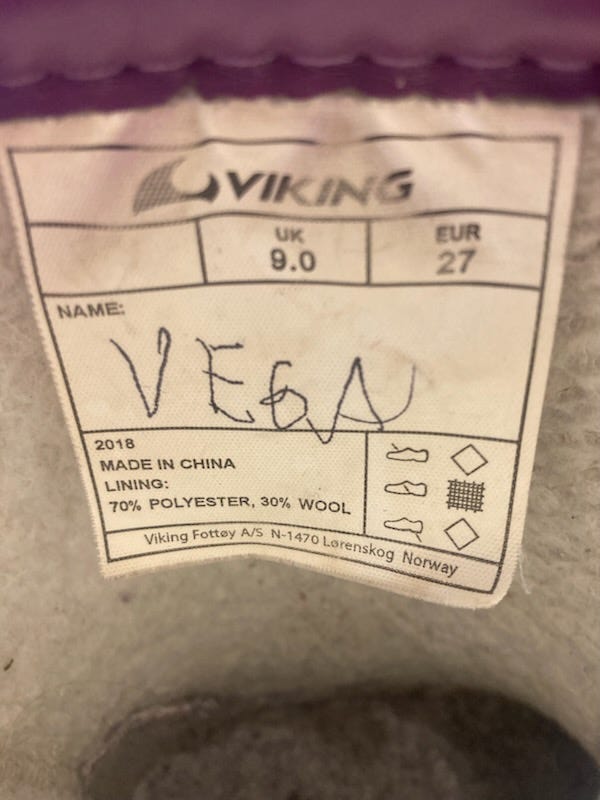 VIKING
UK EUR
9.0 27
NAME:
VEGA
2018
MADE IN CHINA
LINING:
70% POLYESTER, 30% WOOL
Viking Fottøy A/S N-1470 Lørenskog Norway